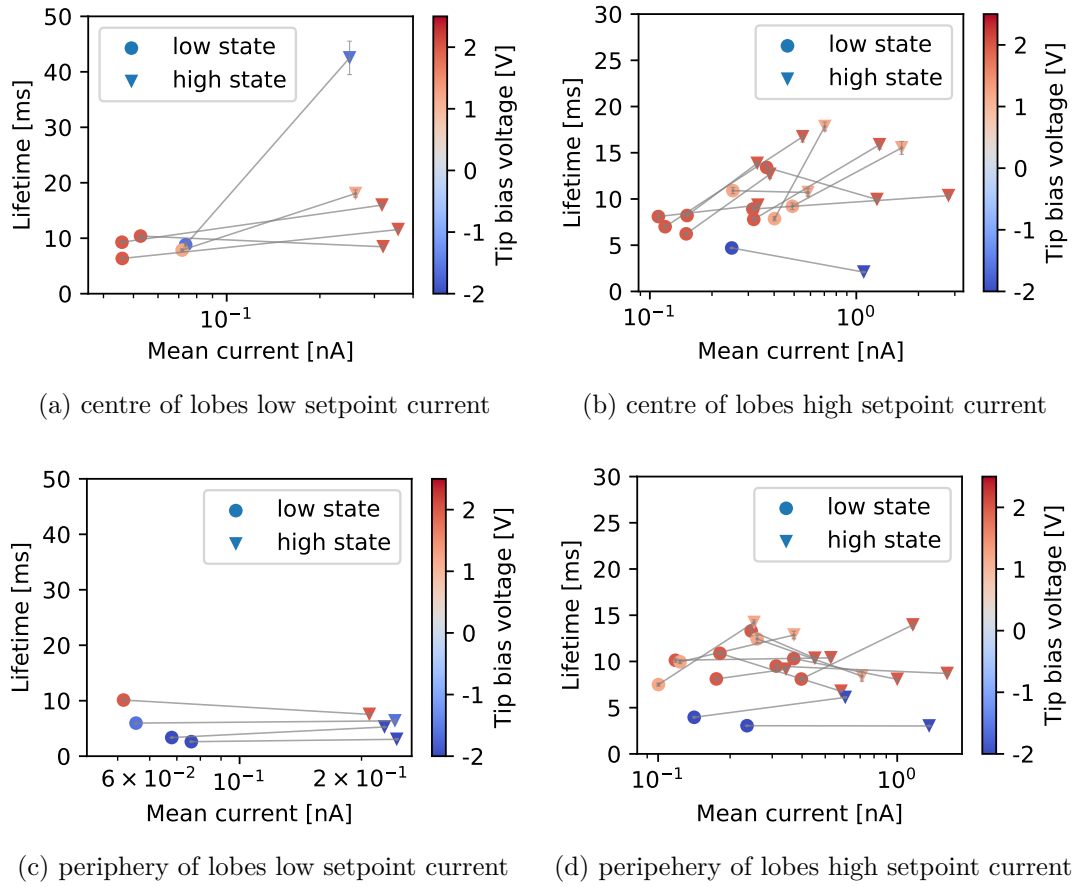 50
40
30
20
10
0
Lifetime [ms]
low state
high state
10⁻¹
Mean current [nA]
2
1
0
-1
-2
Tip bias voltage [V]
(a) centre of lobes low setpoint current
30
25
20
15
10
5
0
Lifetime [ms]
low state
high state
10⁻¹
10⁰
Mean current [nA]
2
1
0
-1
-2
Tip bias voltage [V]
(b) centre of lobes high setpoint current
50
40
30
20
10
0
Lifetime [ms]
low state
high state
6 × 10⁻²
10⁻¹
2 × 10⁻¹
Mean current [nA]
2
1
0
-1
-2
Tip bias voltage [V]
(c) periphery of lobes low setpoint current
30
25
20
15
10
5
0
Lifetime [ms]
low state
high state
10⁻¹
10⁰
Mean current [nA]
2
1
0
-1
-2
Tip bias voltage [V]
(d) peripehery of lobes high setpoint current